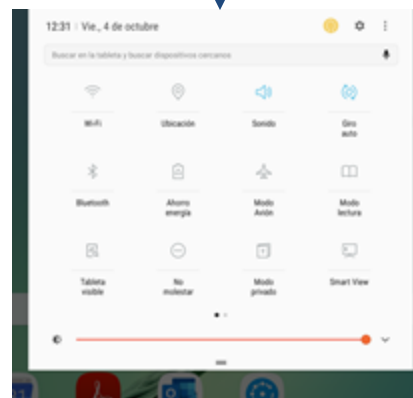 12:31 | Vie., 4 de octubre
Buscar en la tableta y buscar dispositivos cercanos
Wi-Fi
Ubicación
Sonido
Giro
auto
Bluetooth
Ahorro
energía
Modo
Avión
Modo
lectura
Tableta
visible
No
molestar
Modo
privado
Smart View